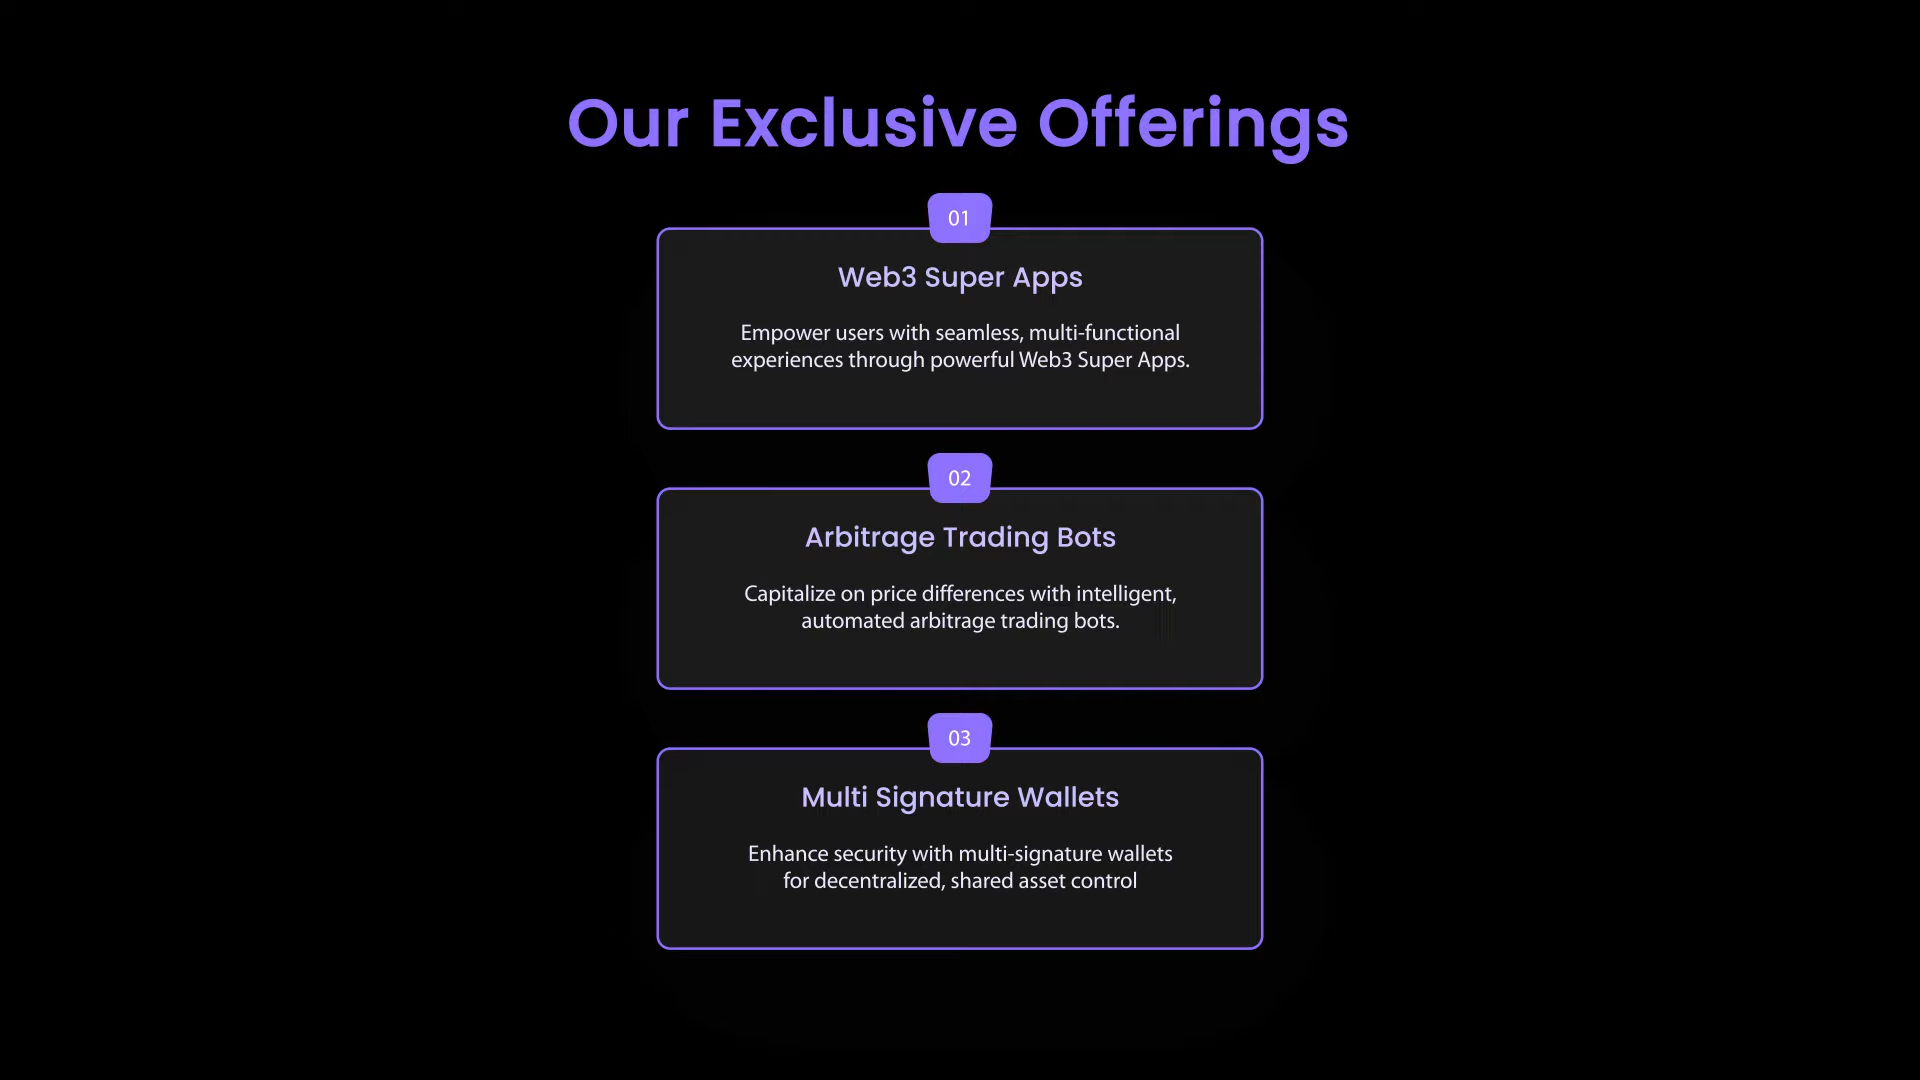 Our Exclusive Offerings
01
Web3 Super Apps
Empower users with seamless, multi-functional
experiences through powerful Web3 Super Apps.
02
Arbitrage Trading Bots
Capitalize on price differences with intelligent,
automated arbitrage trading bots.
03
Multi Signature Wallets
Enhance security with multi-signature wallets
for decentralized, shared asset control